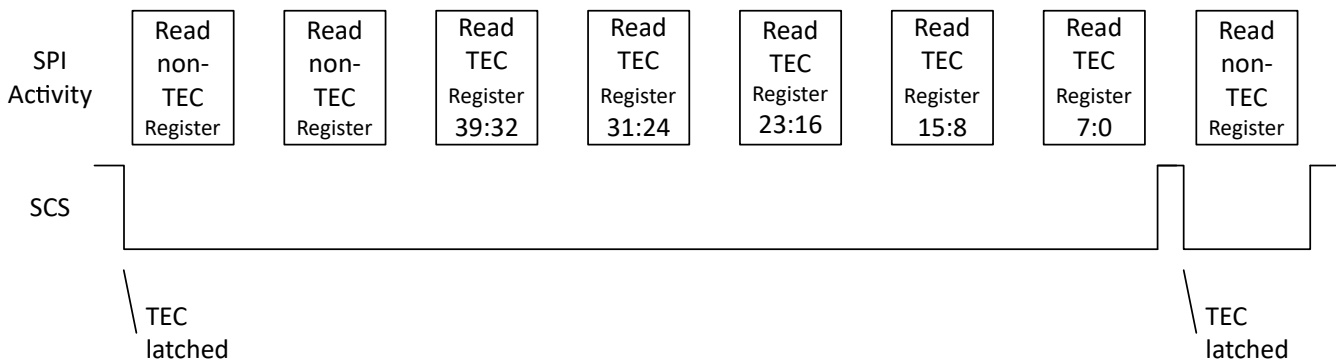 SPI
Activity
Read
non-
TEC
Register
Read
non-
TEC
Register
Read
TEC
Register
39:32
Read
TEC
Register
31:24
Read
TEC
Register
23:16
Read
TEC
Register
15:8
Read
TEC
Register
7:0
Read
non-
TEC
Register
SCS
TEC
latched
TEC
latched